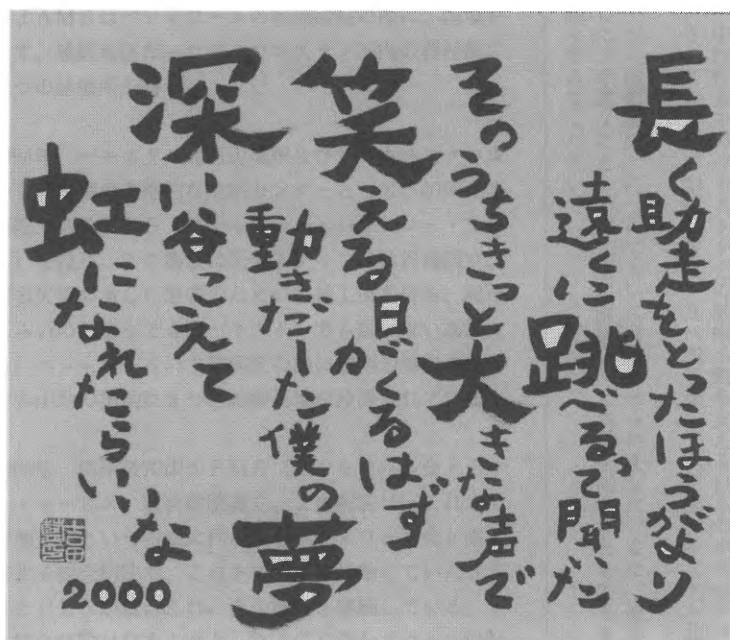 長く助走をとったほうがより
遠くに跳べるって聞いた
そのうちきっと大きな声で
笑える日がくるはず
動きだした僕の夢
深い谷こえて
虹になれたらいいな
2000